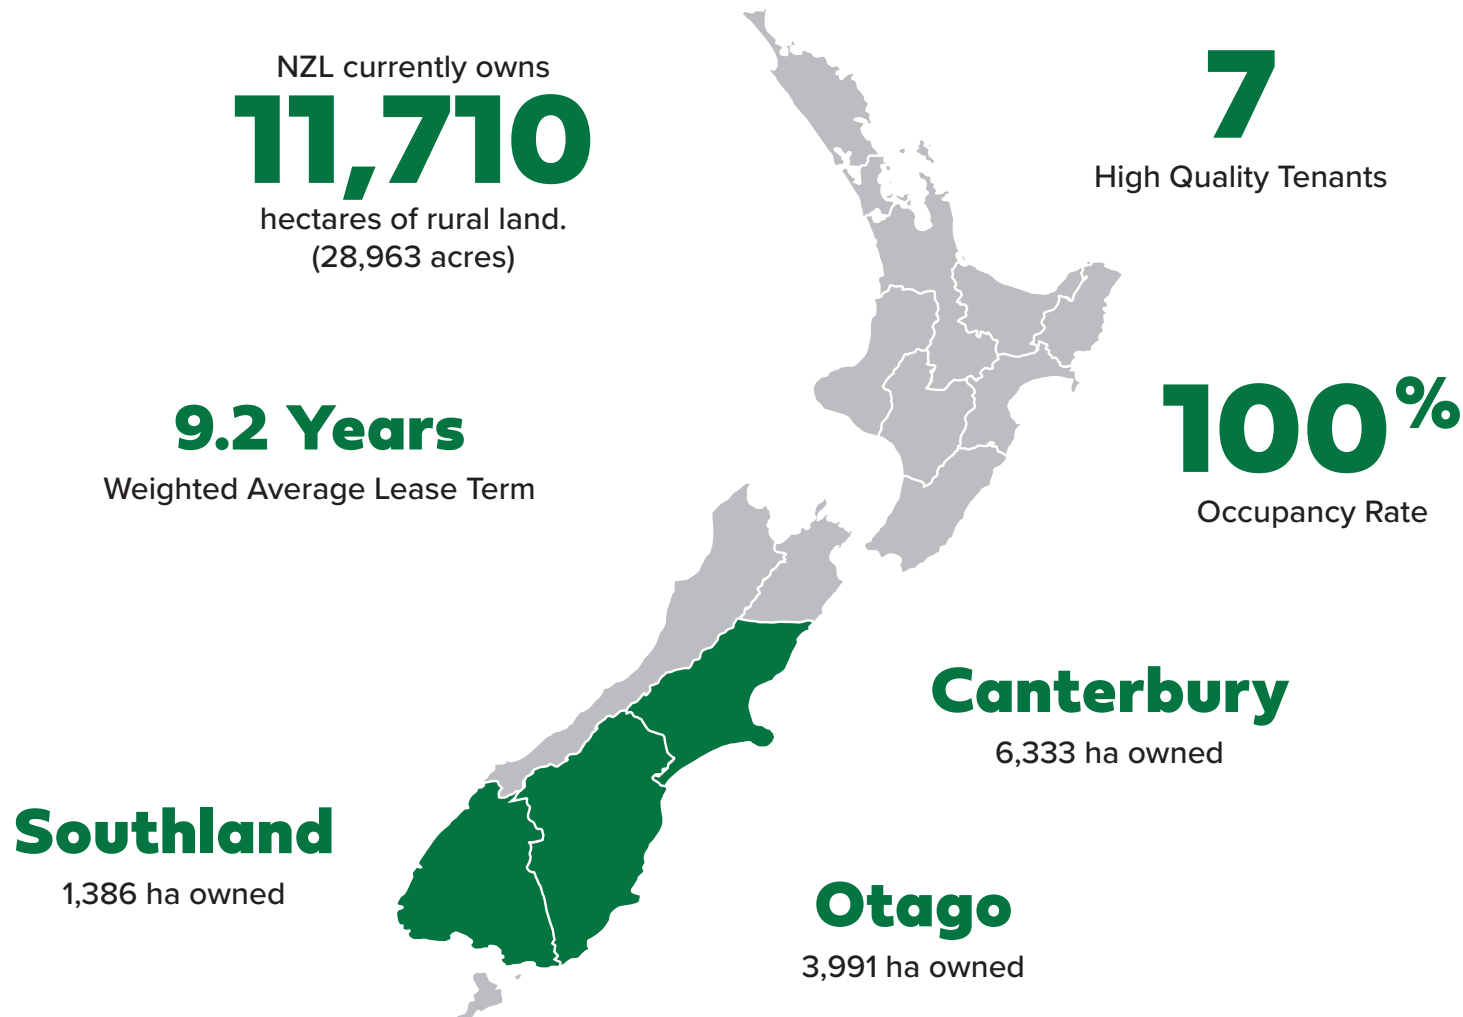 NZL currently owns
11,710
hectares of rural land.
(28,963 acres)
7
High Quality Tenants
9.2 Years
Weighted Average Lease Term
100%
Occupancy Rate
Canterbury
6,333 ha owned
Southland
1,386 ha owned
Otago
3,991 ha owned